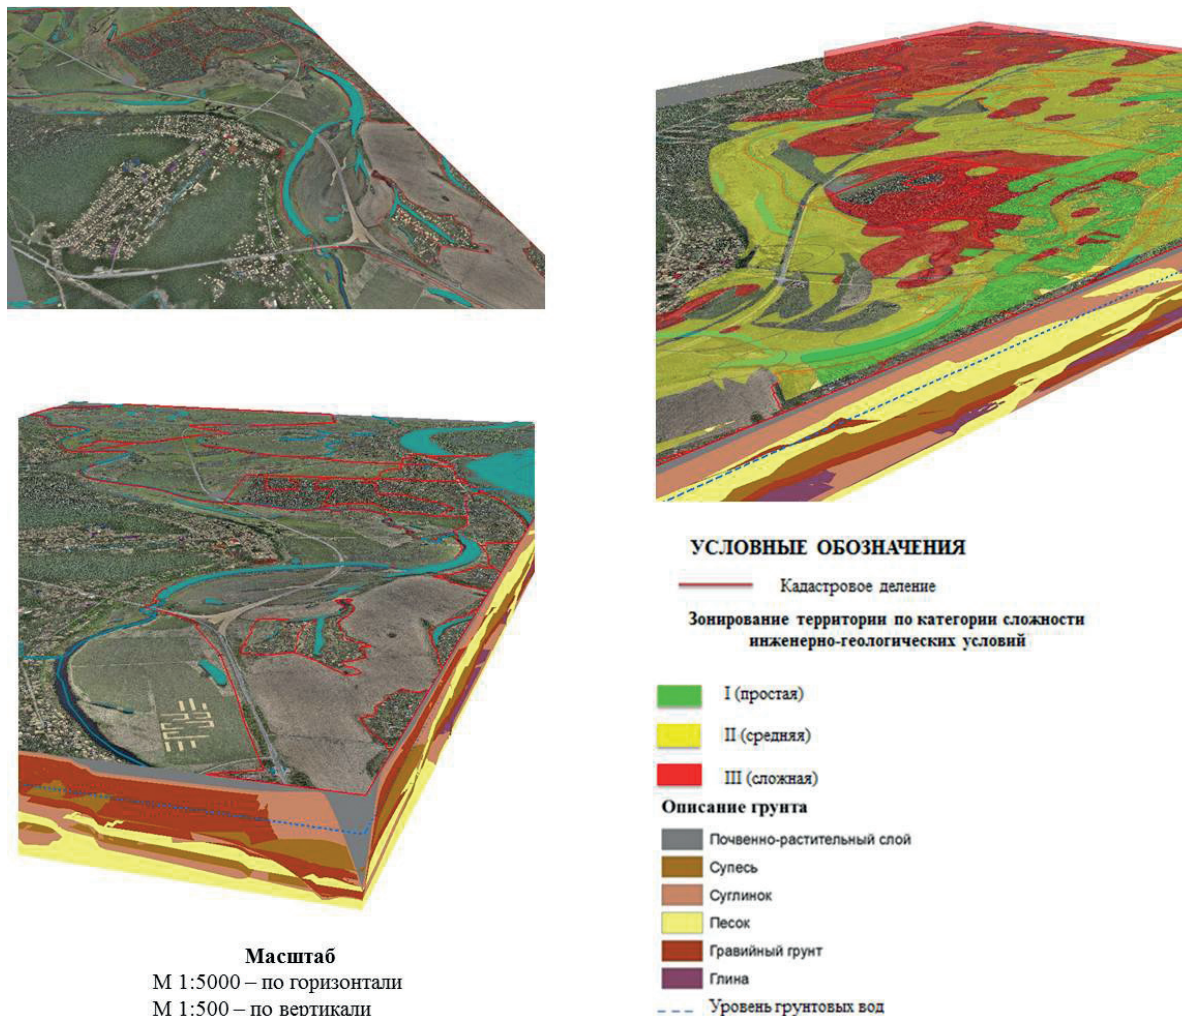 УСЛОВНЫЕ ОБОЗНАЧЕНИЯ
Кадастровое деление
Зонирование территории по категории сложности
инженерно-геологических условий
I (простая)
II (средняя)
III (сложная)
Описание грунта
Почвенно-растительный слой
Супесь
Суглинок
Песок
Гравийный грунт
Глина
Уровень грунтовых вод
Масштаб
М 1:5000 – по горизонтали
М 1:500 – по вертикали